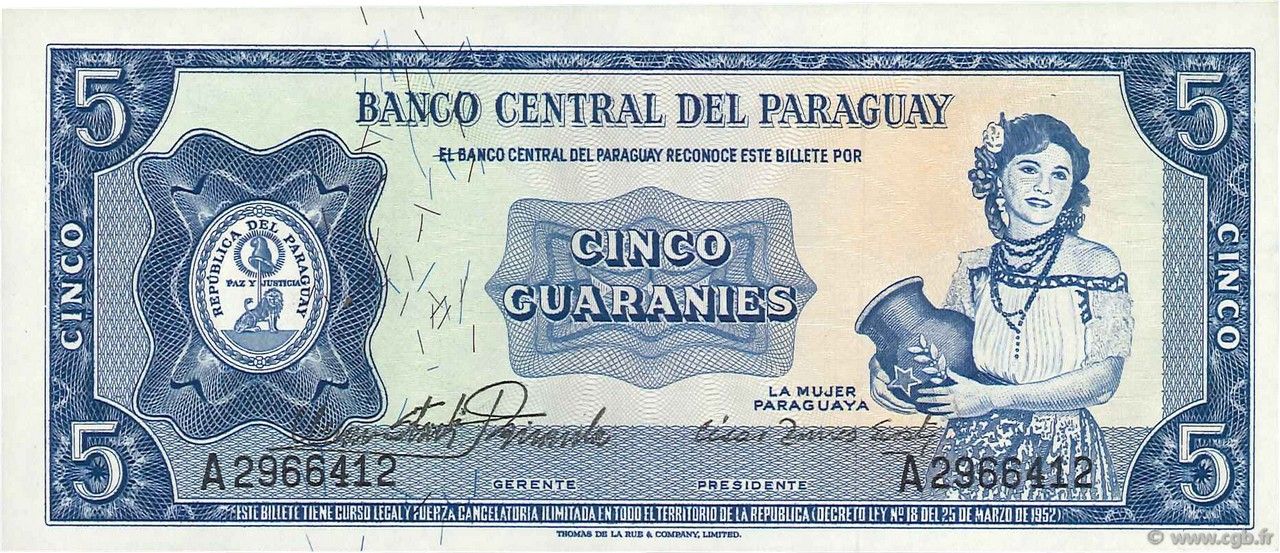 5
5
BANCO CENTRAL DEL PARAGUAY
EL BANCO CENTRAL DEL PARAGUAY RECONOCE ESTE BILLETE POR
CINCO
REPUBLICA DEL PARAGUAY
PAZ Y JUSTICIA
CINCO
GUARANIES
CINCO
LA MUJER
PARAGUAYA
A2966412
GERENTE
PRESIDENTE
A2966412
5
5
ESTE BILLETE TIENE CURSO LEGAL Y FUERZA CANCELATORIA ILIMITADA EN TODO EL TERRITORIO DE LA REPUBLICA (DECRETO LEY Nº 18 DEL 25 DE MARZO DE 1952)
THOMAS DE LA RUE & COMPANY, LIMITED.
© www.cgb.fr